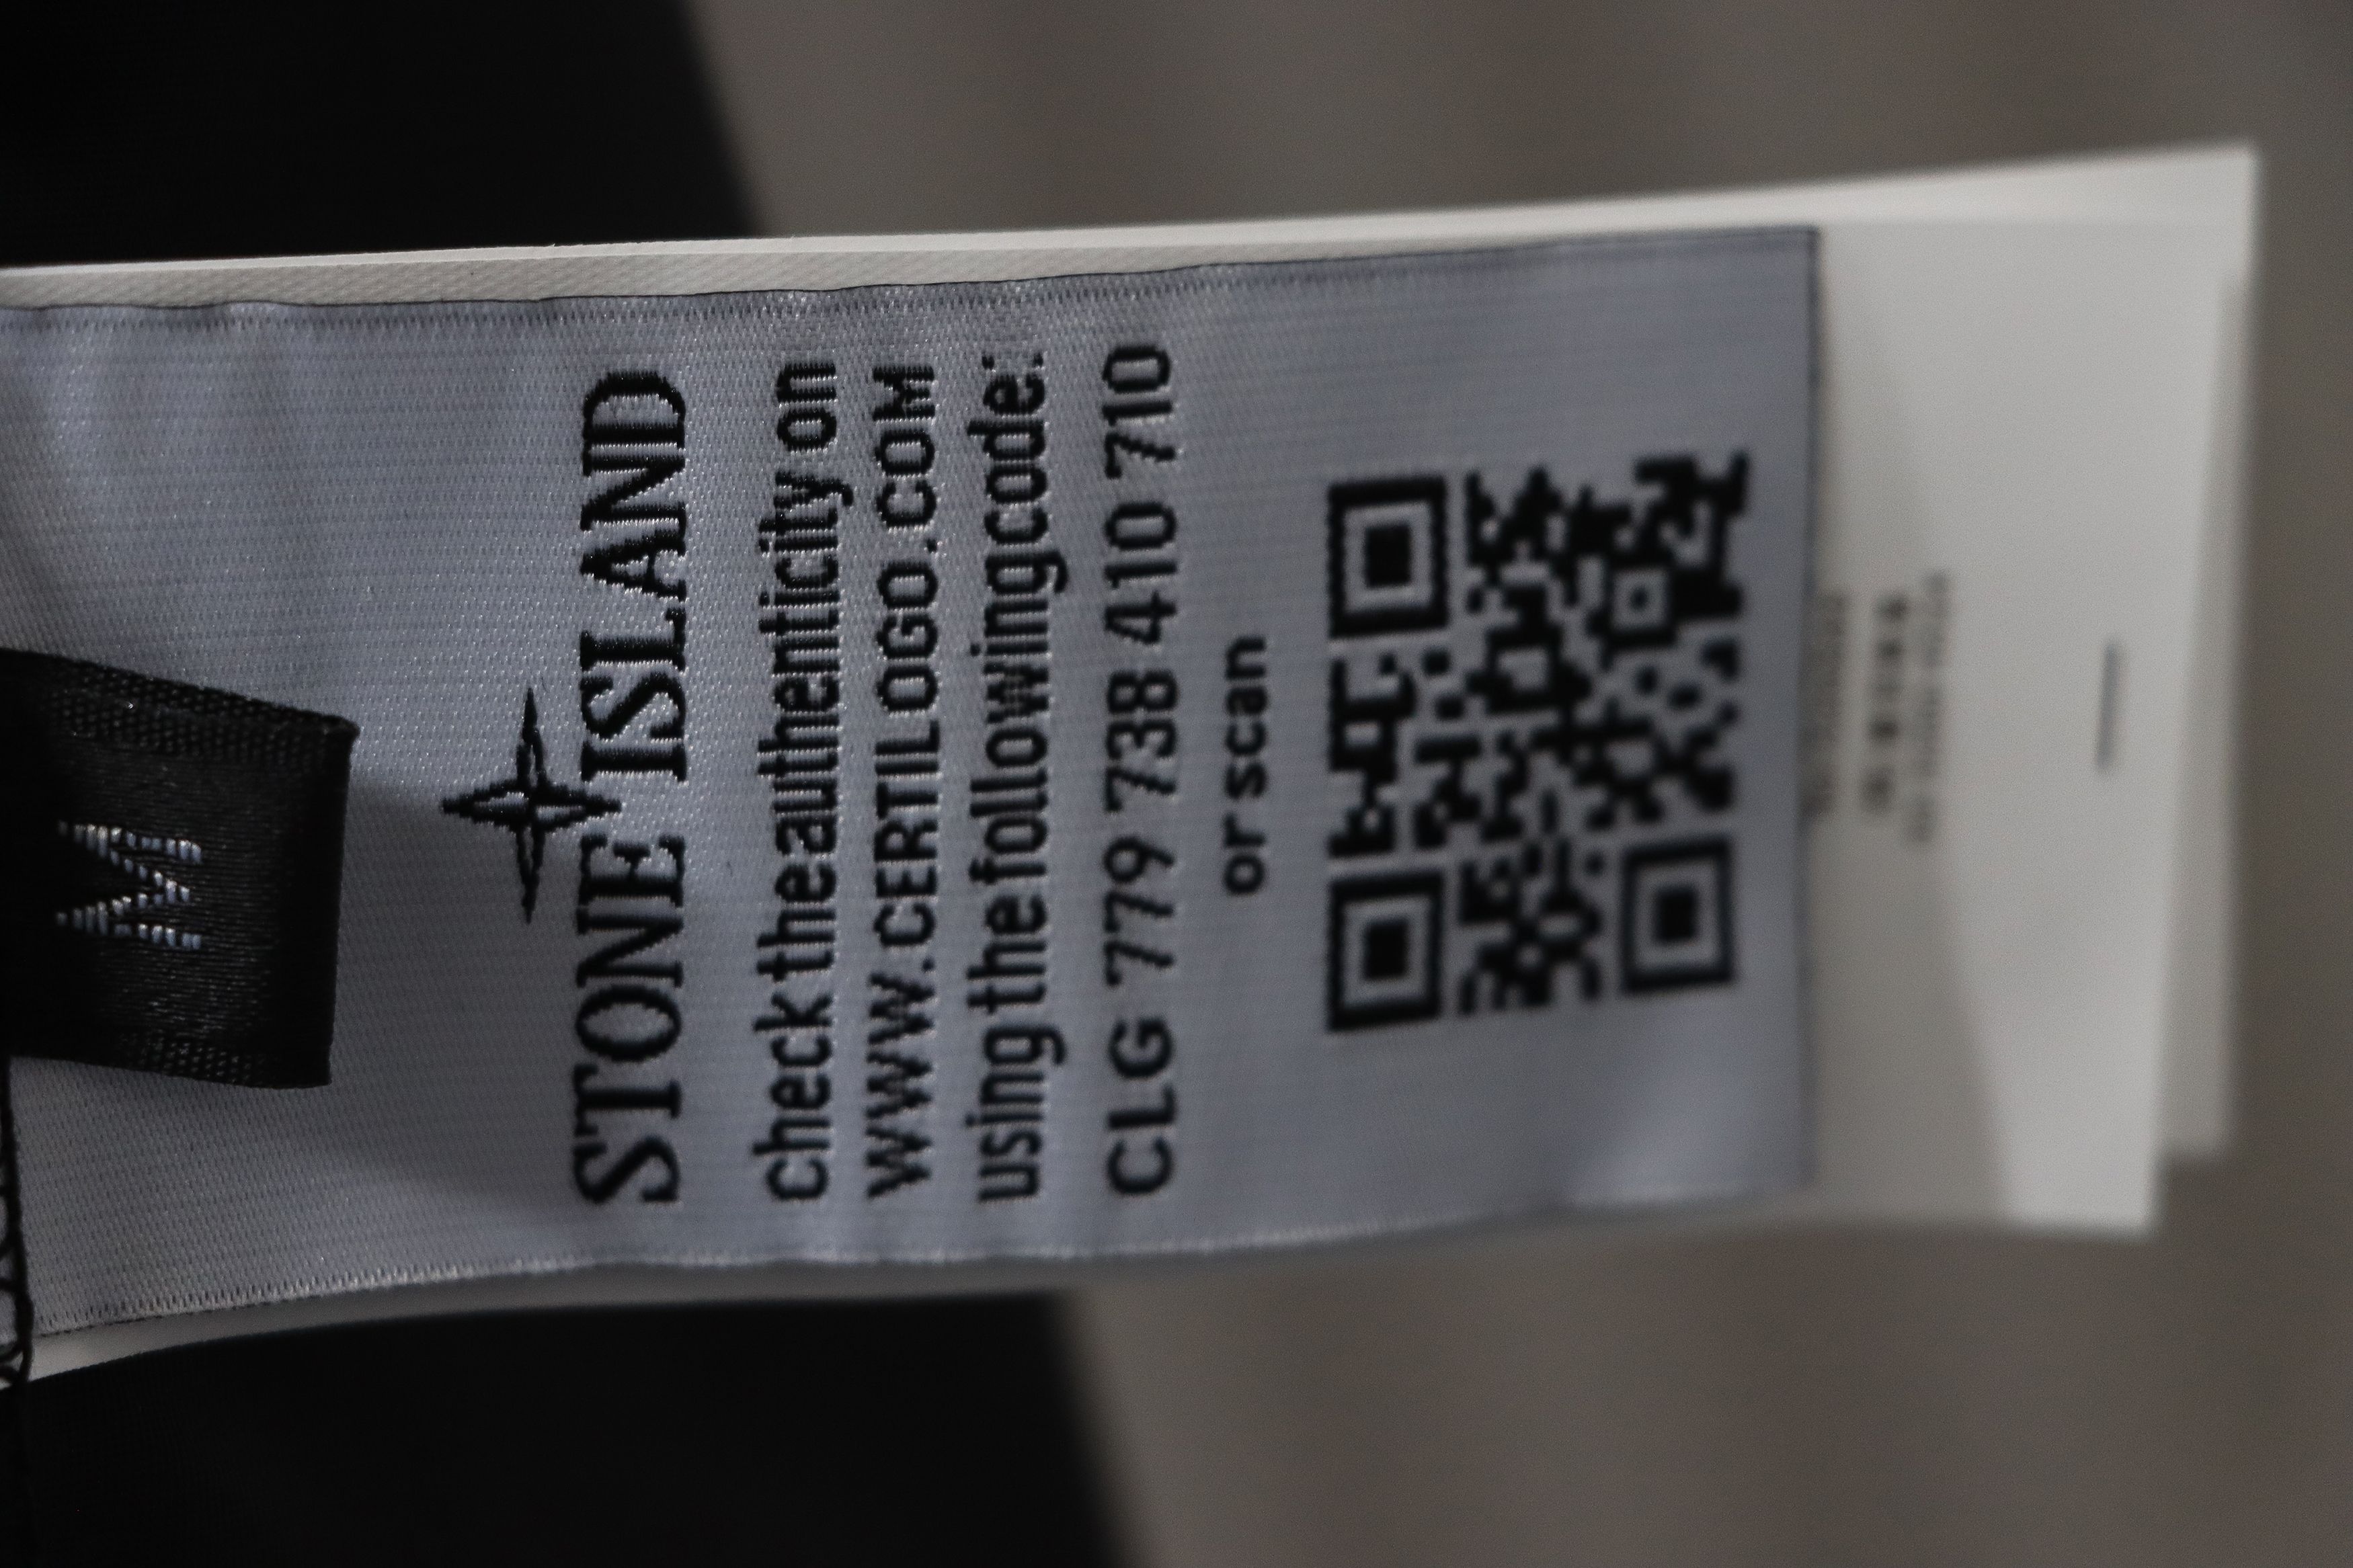 M
STONE ISLAND
check the authenticity on
WWW.CERTILOGO.COM
using the following code:
CLG 779 738 410 710
or scan